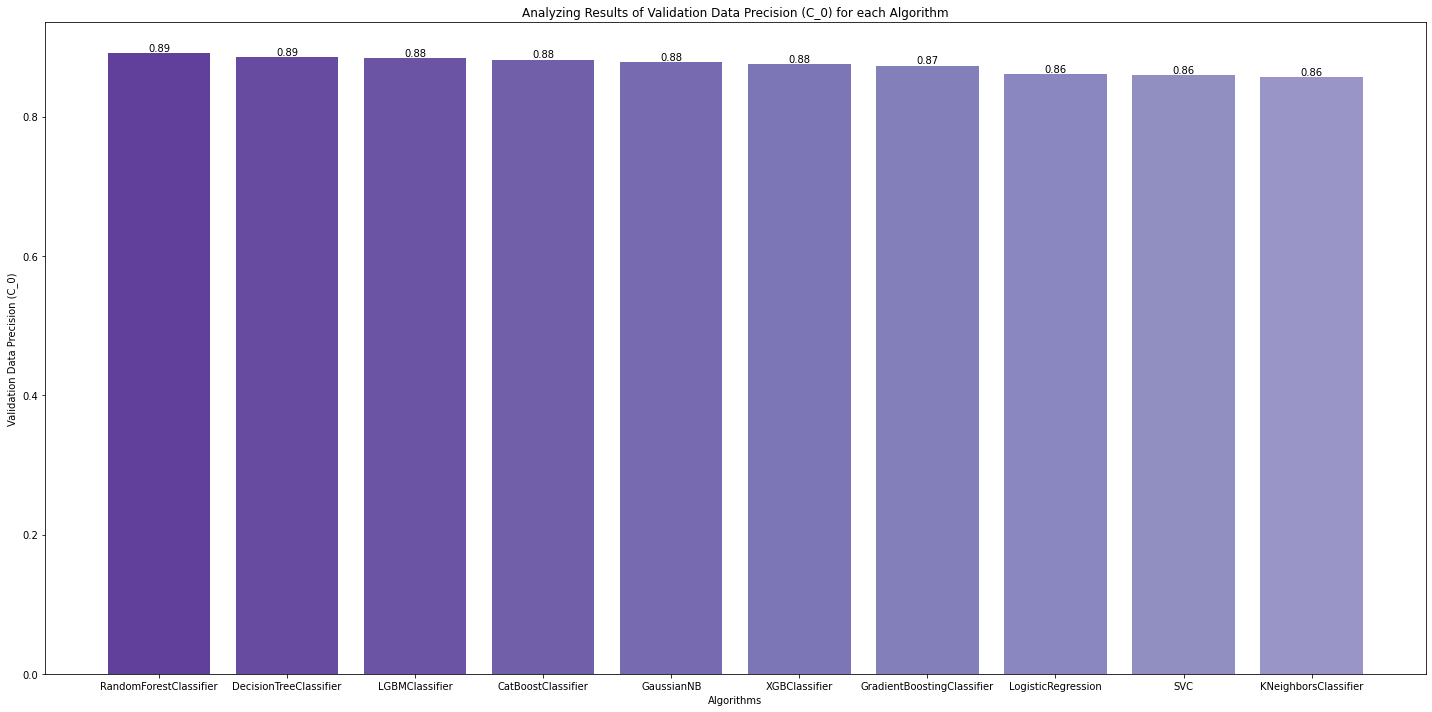 Analyzing Results of Validation Data Precision (C_0) for each Algorithm
0.89
0.89
0.88
0.88
0.88
0.88
0.87
0.86
0.86
0.86
0.8
0.6
0.4
0.2
0.0
Validation Data Precision (C_0)
RandomForestClassifier
DecisionTreeClassifier
LGBMClassifier
CatBoostClassifier
GaussianNB
XGBClassifier
GradientBoostingClassifier
LogisticRegression
SVC
KNeighborsClassifier
Algorithms